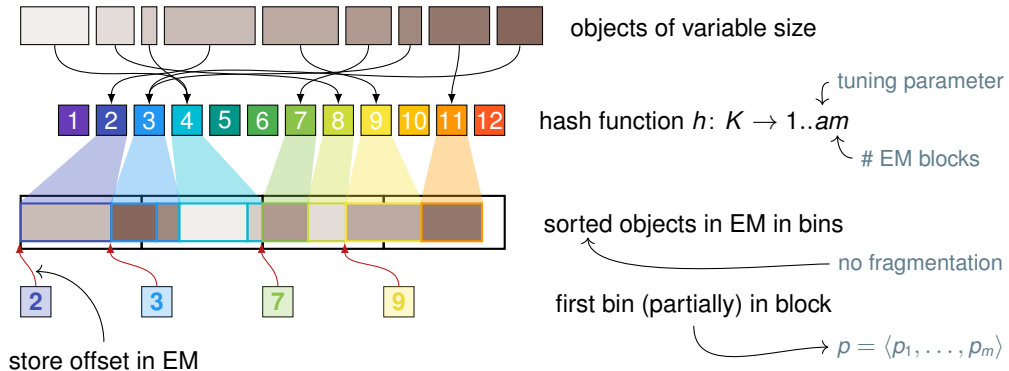 objects of variable size
tuning parameter
1 2 3 4 5 6 7 8 9 10 11 12
hash function h: K → 1..am
# EM blocks
sorted objects in EM in bins
no fragmentation
2 3 7 9
first bin (partially) in block
p = ⟨p₁, . . . , pₘ⟩
store offset in EM